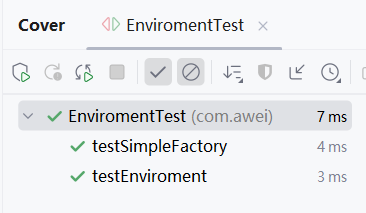 Cover EnviromentTest
EnviromentTest (com.awei) 7 ms
testSimpleFactory 4 ms
testEnviroment 3 ms